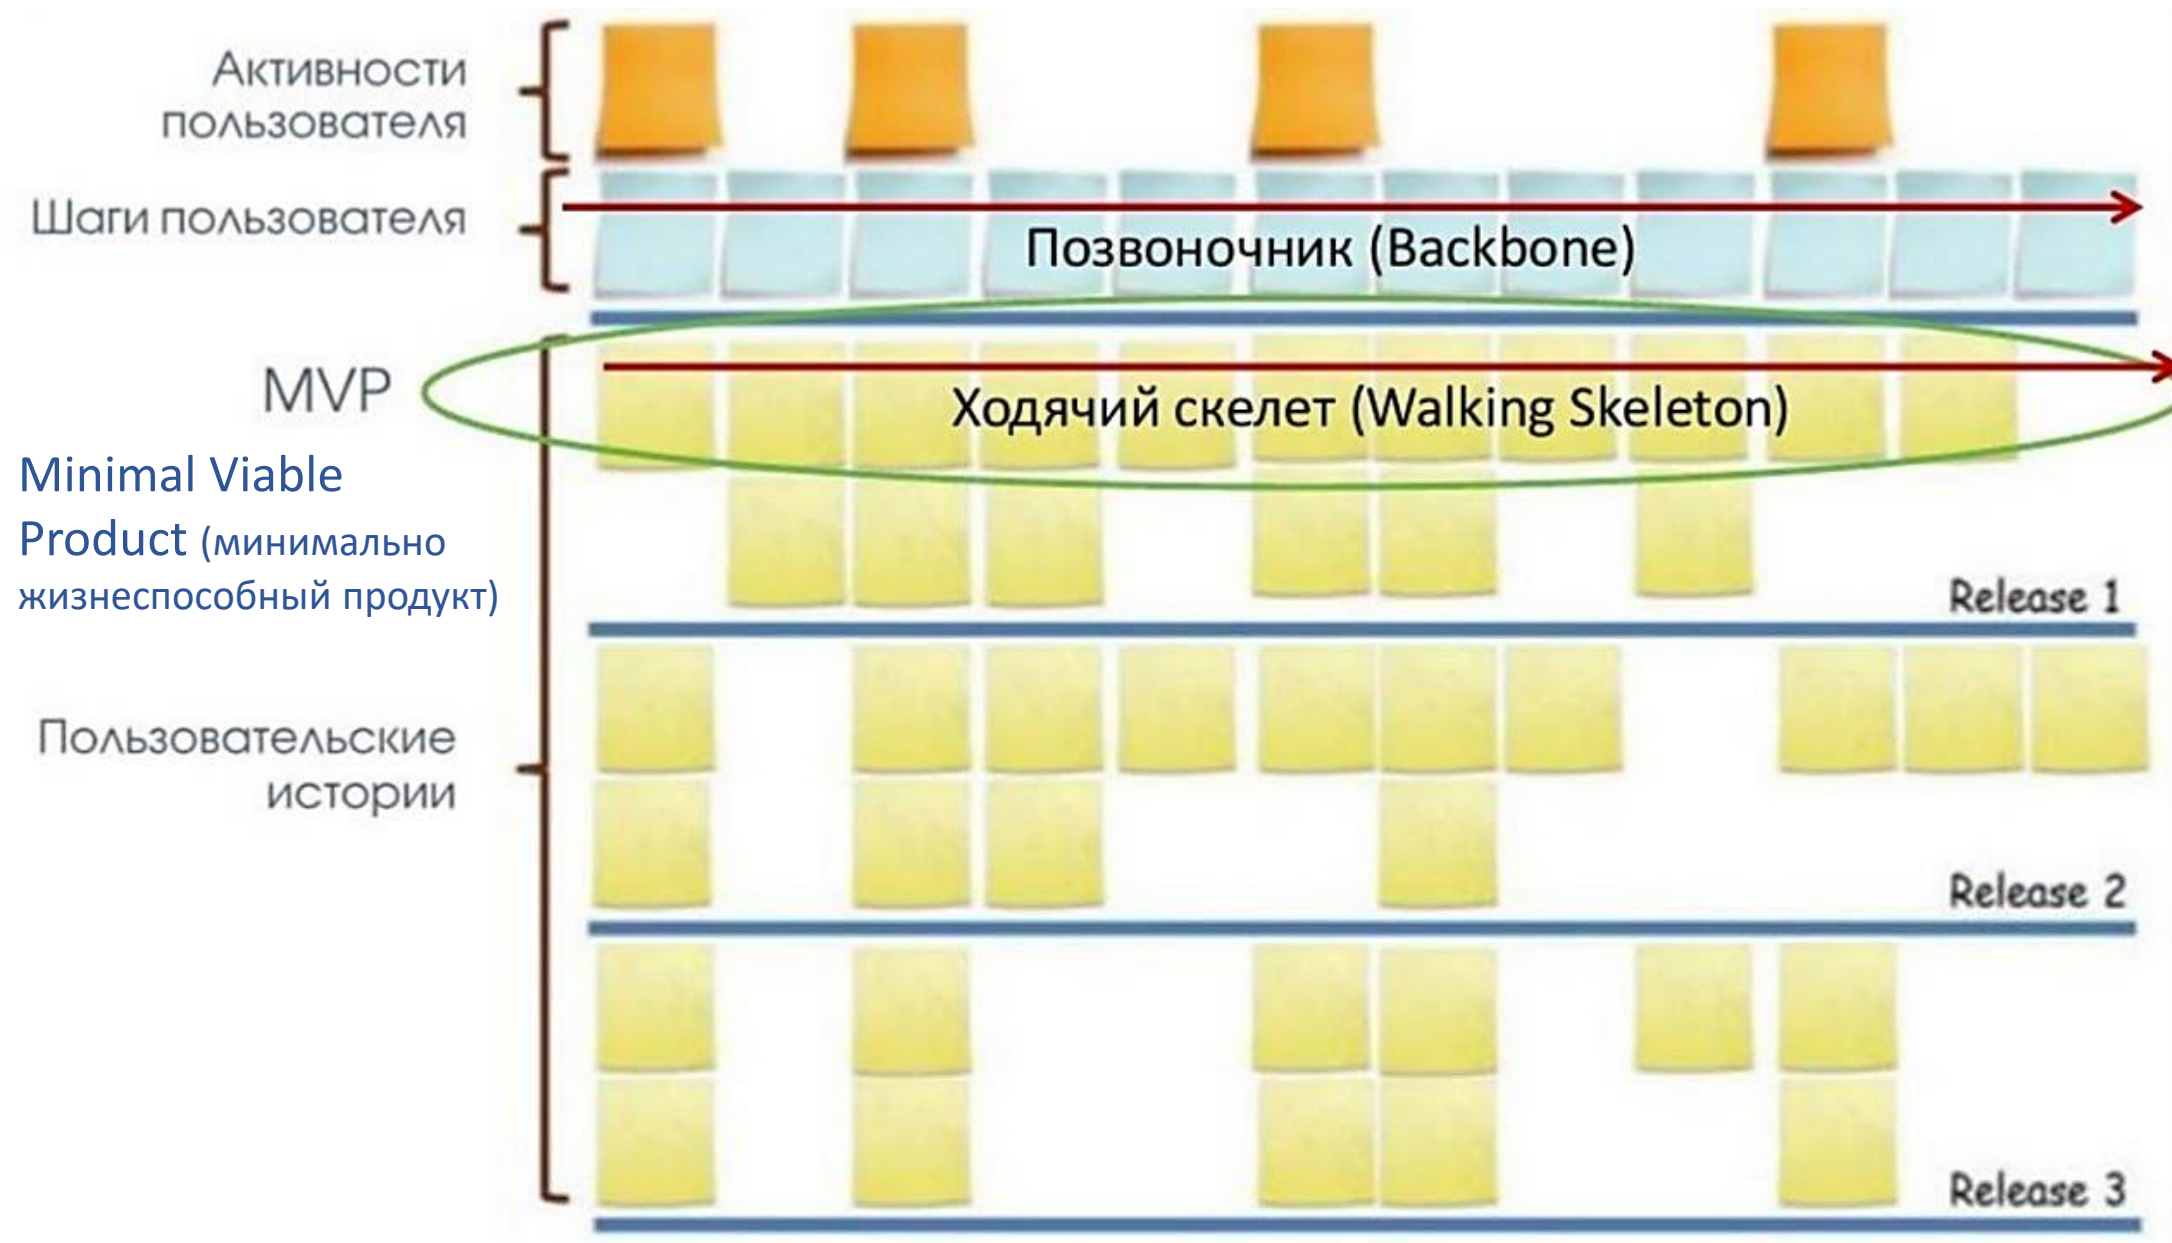 Активности
пользователя
Шаги пользователя
Позвоночник (Backbone)
MVP
Ходячий скелет (Walking Skeleton)
Minimal Viable
Product (минимально
жизнеспособный продукт)
Release 1
Пользовательские
истории
Release 2
Release 3